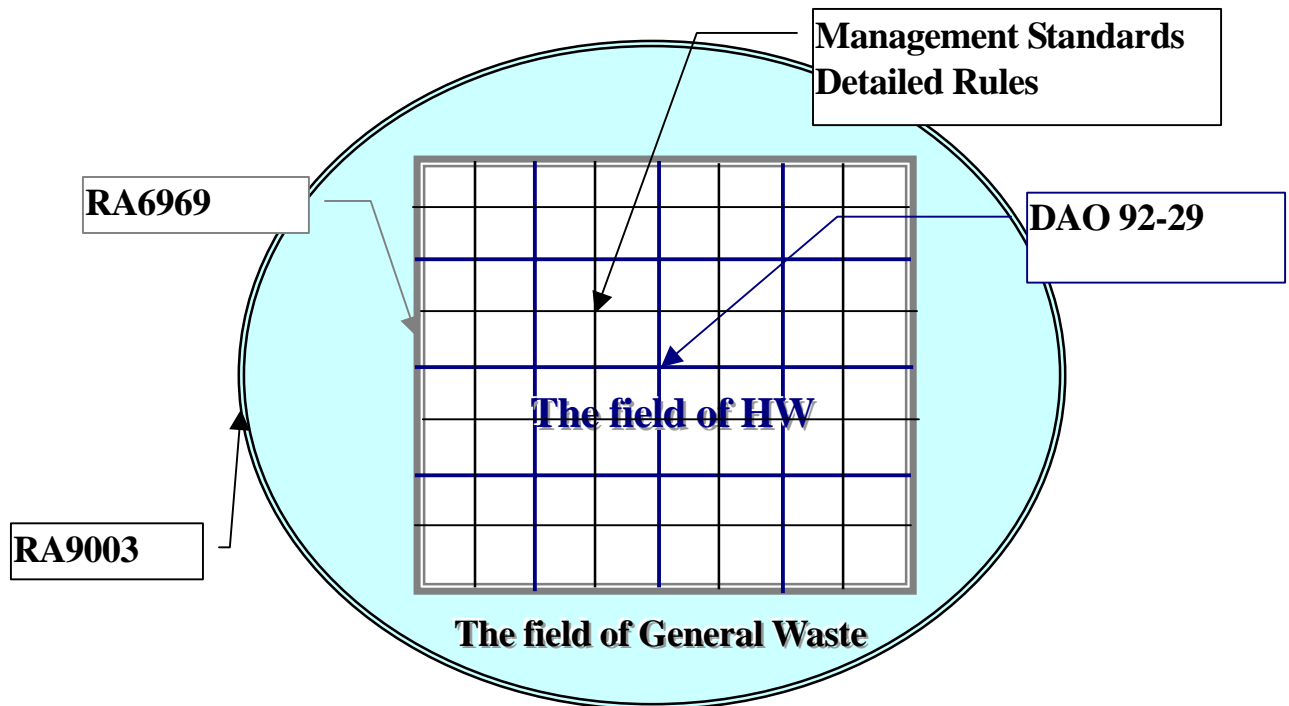 Management Standards
Detailed Rules
RA6969
DAO 92-29
The field of HW
RA9003
The field of General Waste